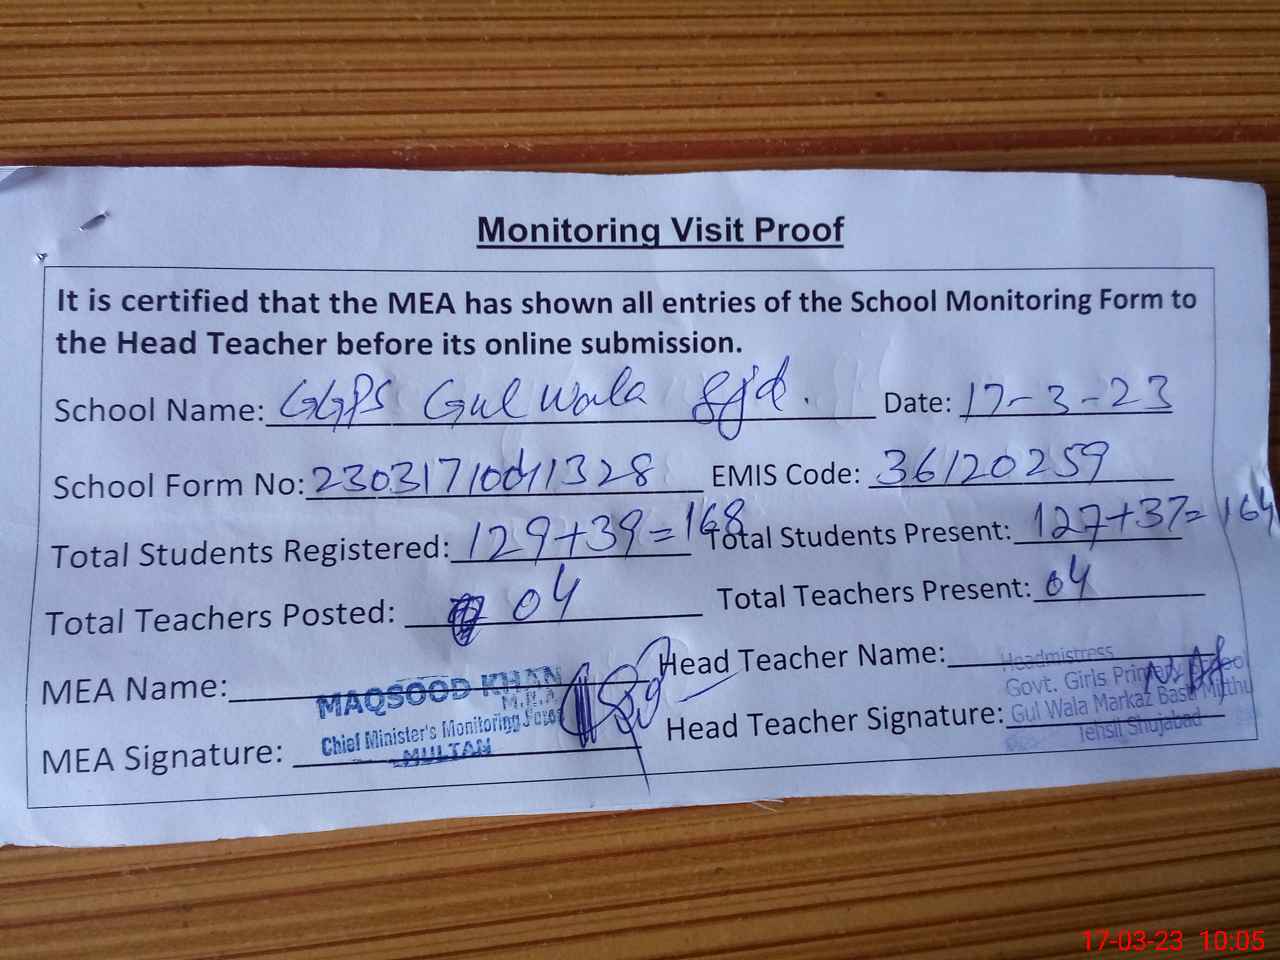 Monitoring Visit Proof
It is certified that the MEA has shown all entries of the School Monitoring Form to
the Head Teacher before its online submission.
School Name: GGPS Gul Wala Sjd. Date: 17-3-23
School Form No: 23031710041328 EMIS Code: 36120259
Total Students Registered: 129+39=168 Total Students Present: 127+37=164
Total Teachers Posted: 04 Total Teachers Present: 04
MEA Name: MAQSOOD KHAN Head Teacher Name: Headmistress
M.E.A
Govt. Girls Primary
Chief Minister's Monitoring Force
Gul Wala Markaz Basti Mithu
MEA Signature: MULTAN Head Teacher Signature:
Tehsil Shujabad
17-03-23 10:05